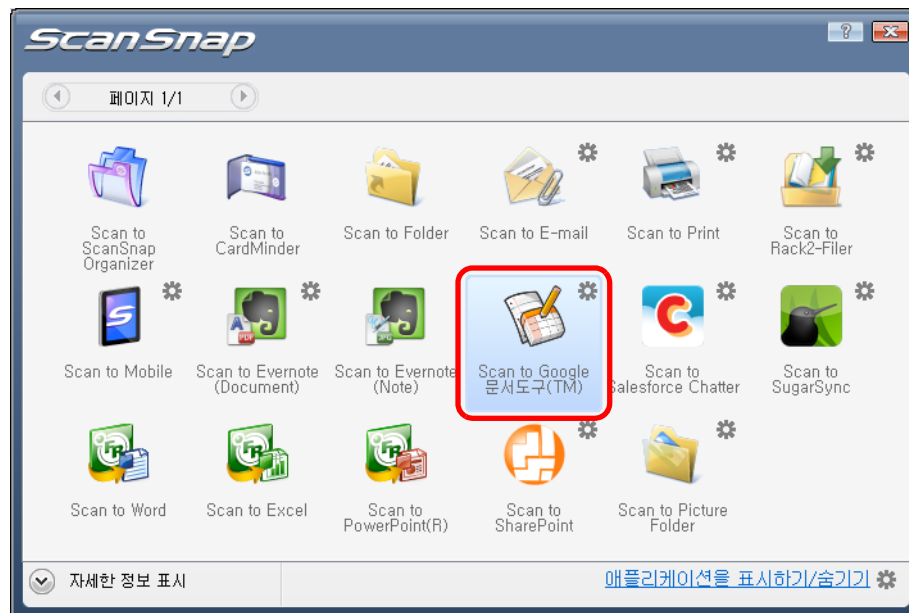 ScanSnap
?
페이지 1/1
Scan to
ScanSnap
Organizer
Scan to
CardMinder
Scan to Folder
Scan to E-mail
Scan to Print
Scan to
Rack2-Filer
Scan to Mobile
Scan to Evernote
(Document)
Scan to Evernote
(Note)
Scan to Google
문서도구(TM)
Scan to
Salesforce Chatter
Scan to
SugarSync
Scan to Word
Scan to Excel
Scan to
PowerPoint(R)
Scan to
SharePoint
Scan to Picture
Folder
자세한 정보 표시
애플리케이션을 표시하기/숨기기